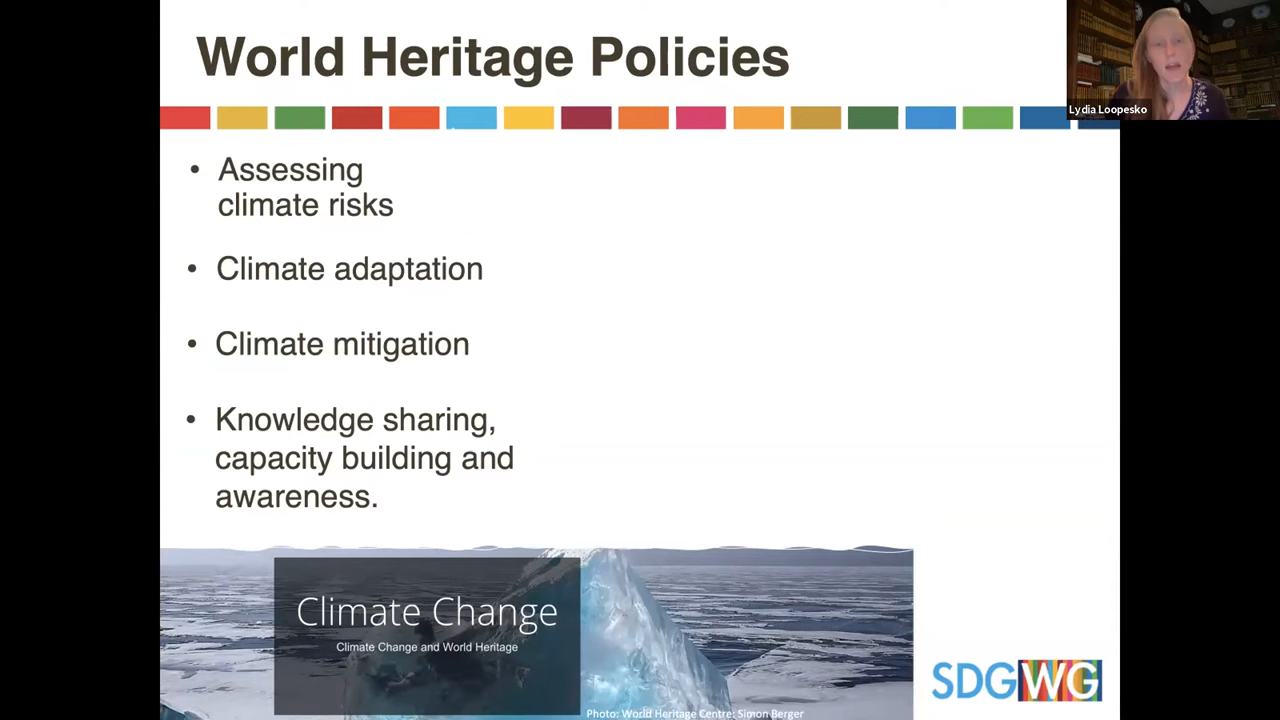 World Heritage Policies
Lydia Loopesko
• Assessing
climate risks
• Climate adaptation
• Climate mitigation
• Knowledge sharing,
capacity building and
awareness.
Climate Change
Climate Change and World Heritage
SDGWG
Photo: World Heritage Centre: Simon Berger